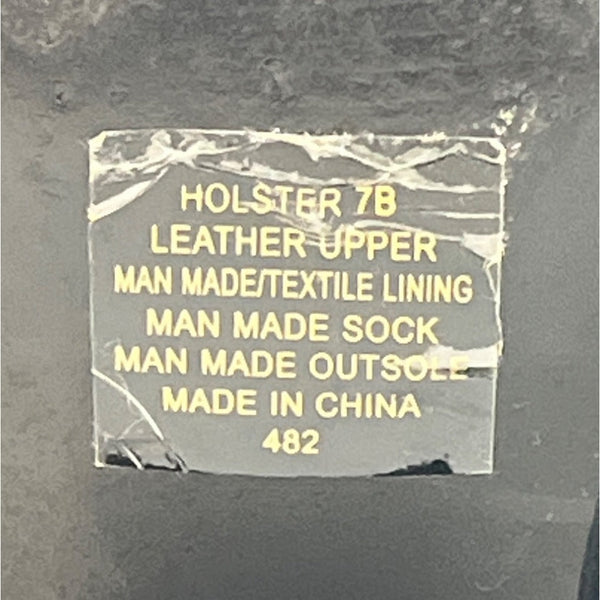 HOLSTER 7B
LEATHER UPPER
MAN MADE/TEXTILE LINING
MAN MADE SOCK
MAN MADE OUTSOLE
MADE IN CHINA
482